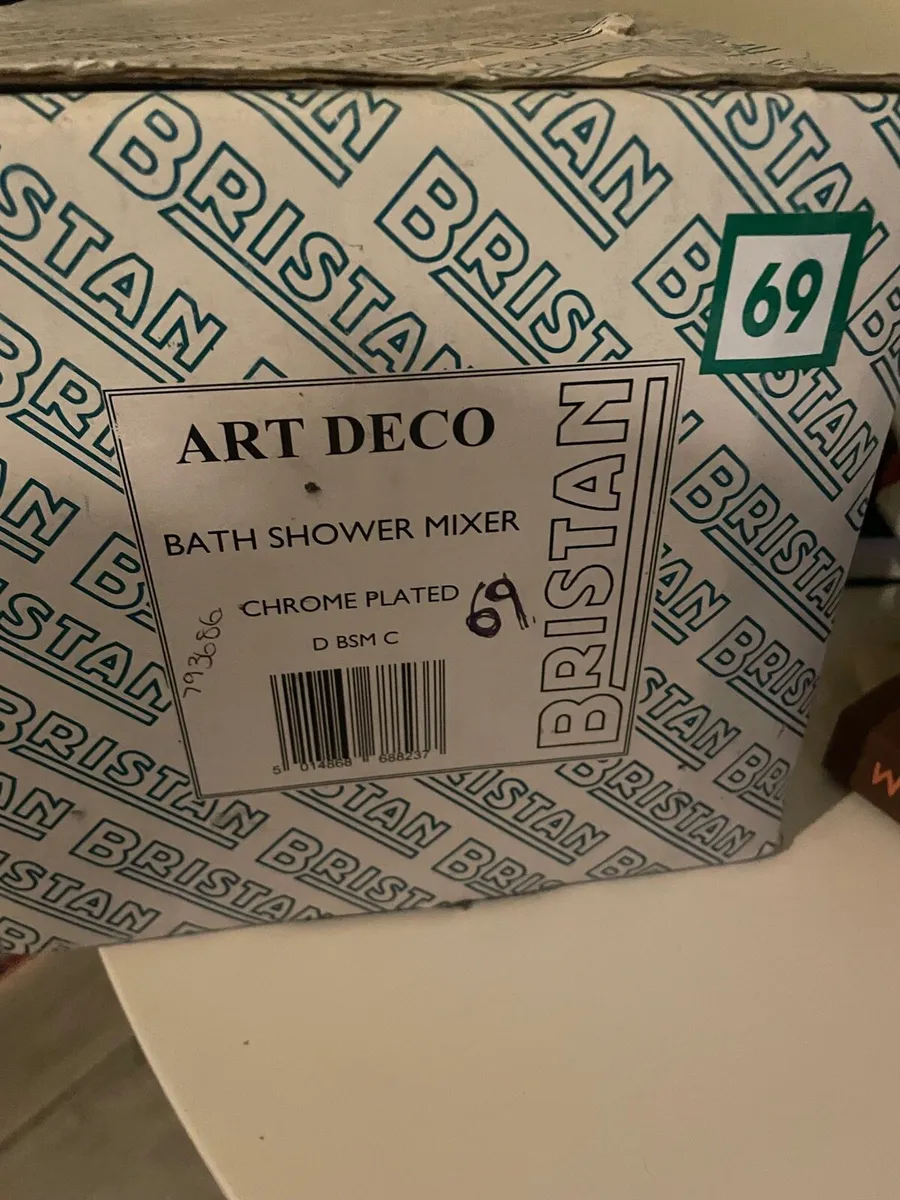 BRISTAN
69
ART DECO
BATH SHOWER MIXER
CHROME PLATED
69
D BSM C
793686
5 014868 688237
BRISTAN